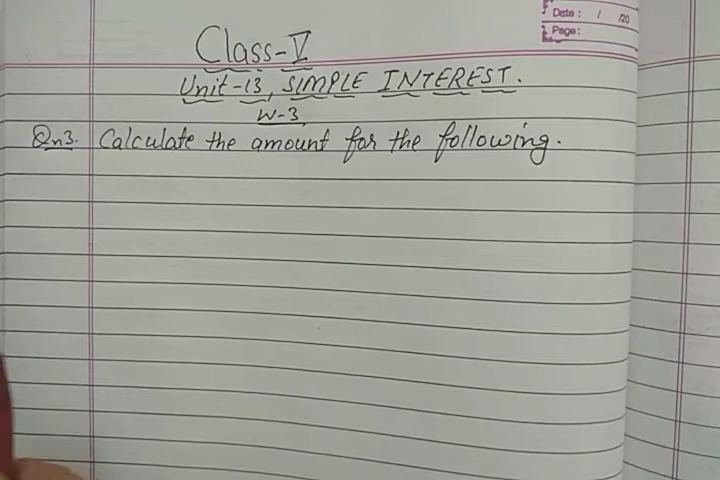 Date :    /    /20
Page :
Class-V
Unit-13, SIMPLE INTEREST.
W-3
Qn3. Calculate the amount for the following.